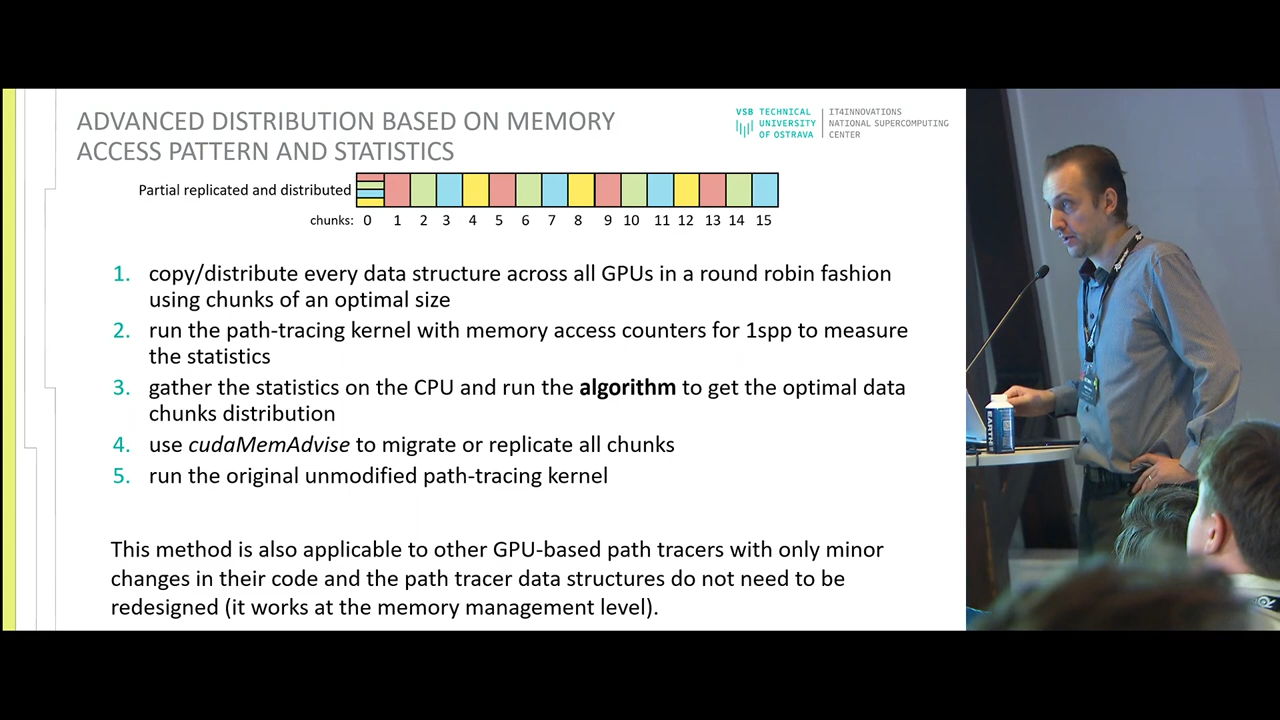 ADVANCED DISTRIBUTION BASED ON MEMORY
ACCESS PATTERN AND STATISTICS
VSB TECHNICAL
UNIVERSITY
OF OSTRAVA
IT4INNOVATIONS
NATIONAL SUPERCOMPUTING
CENTER
Partial replicated and distributed
chunks: 0 1 2 3 4 5 6 7 8 9 10 11 12 13 14 15
1. copy/distribute every data structure across all GPUs in a round robin fashion
using chunks of an optimal size
2. run the path-tracing kernel with memory access counters for 1spp to measure
the statistics
3. gather the statistics on the CPU and run the algorithm to get the optimal data
chunks distribution
4. use cudaMemAdvise to migrate or replicate all chunks
5. run the original unmodified path-tracing kernel
This method is also applicable to other GPU-based path tracers with only minor
changes in their code and the path tracer data structures do not need to be
redesigned (it works at the memory management level).
EARTH